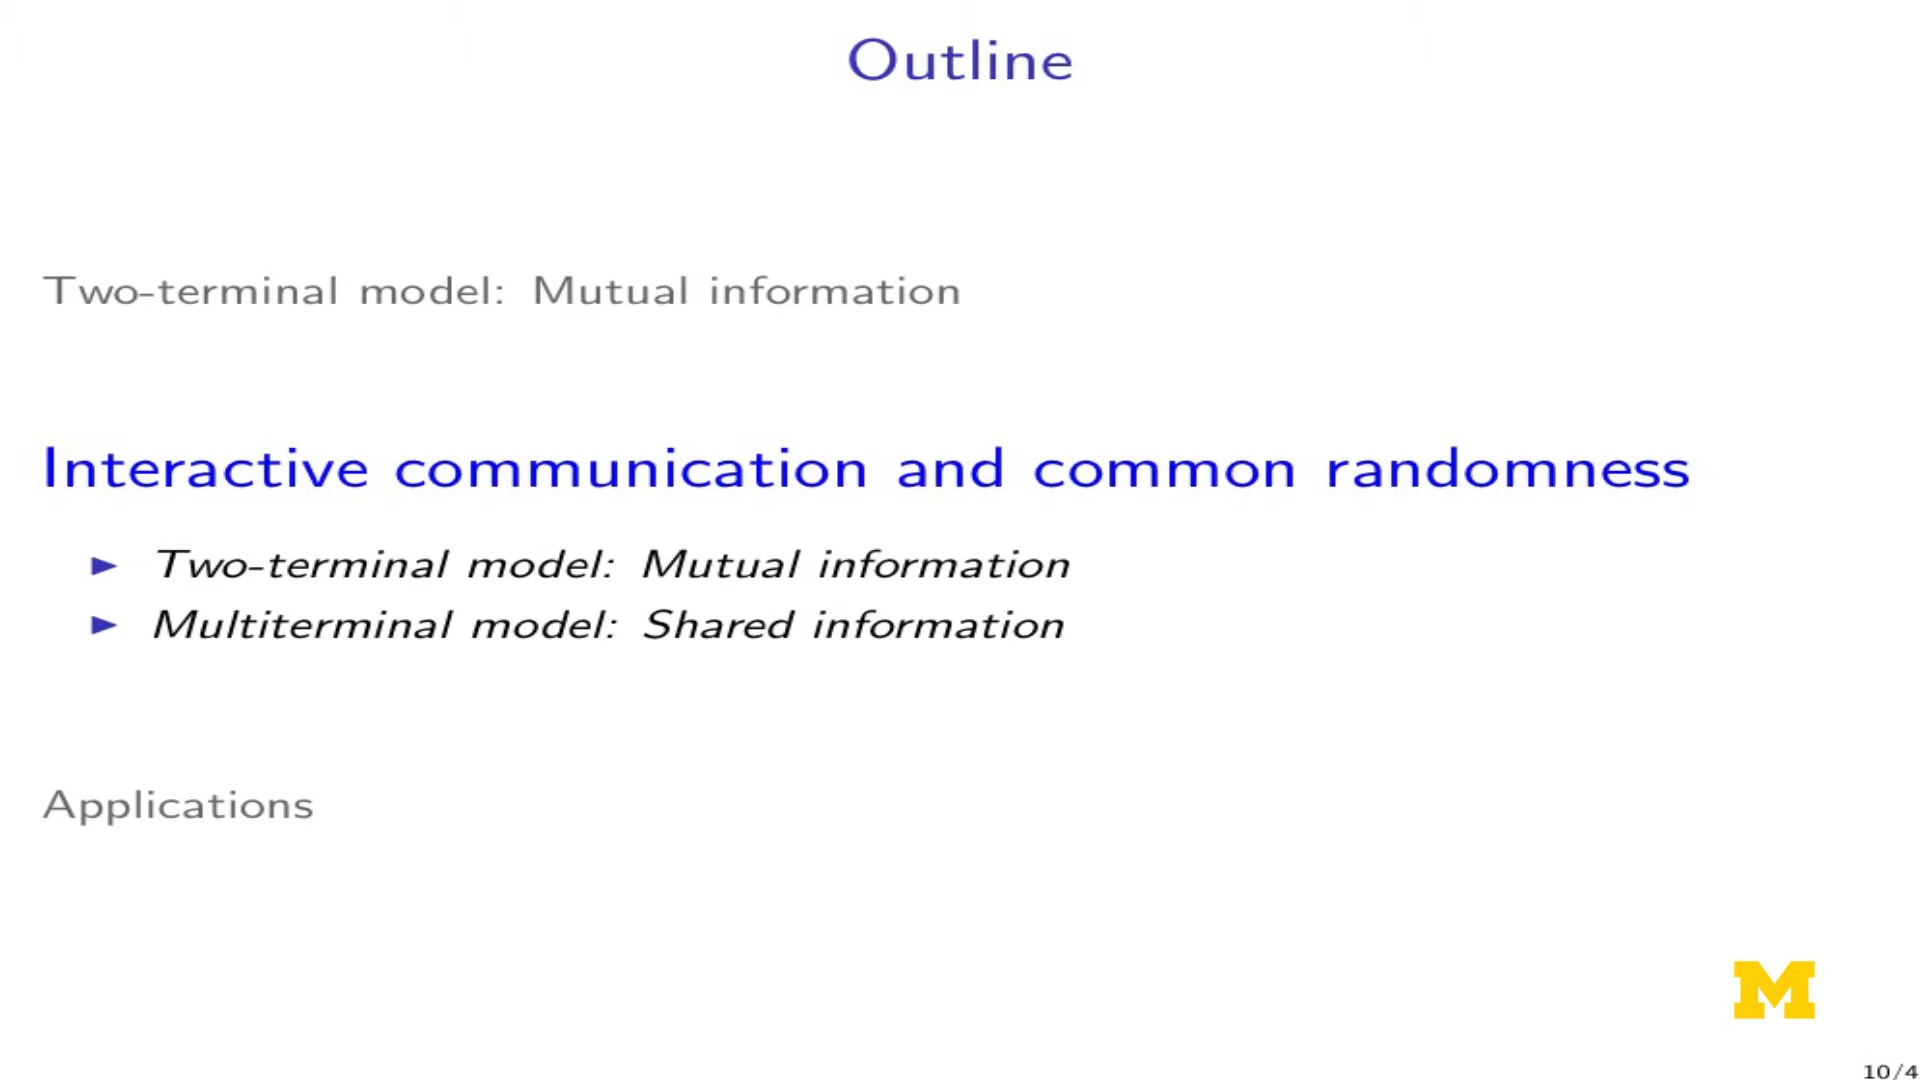 Outline
Two-terminal model: Mutual information
Interactive communication and common randomness
Two-terminal model: Mutual information
Multiterminal model: Shared information
Applications
M
10/4